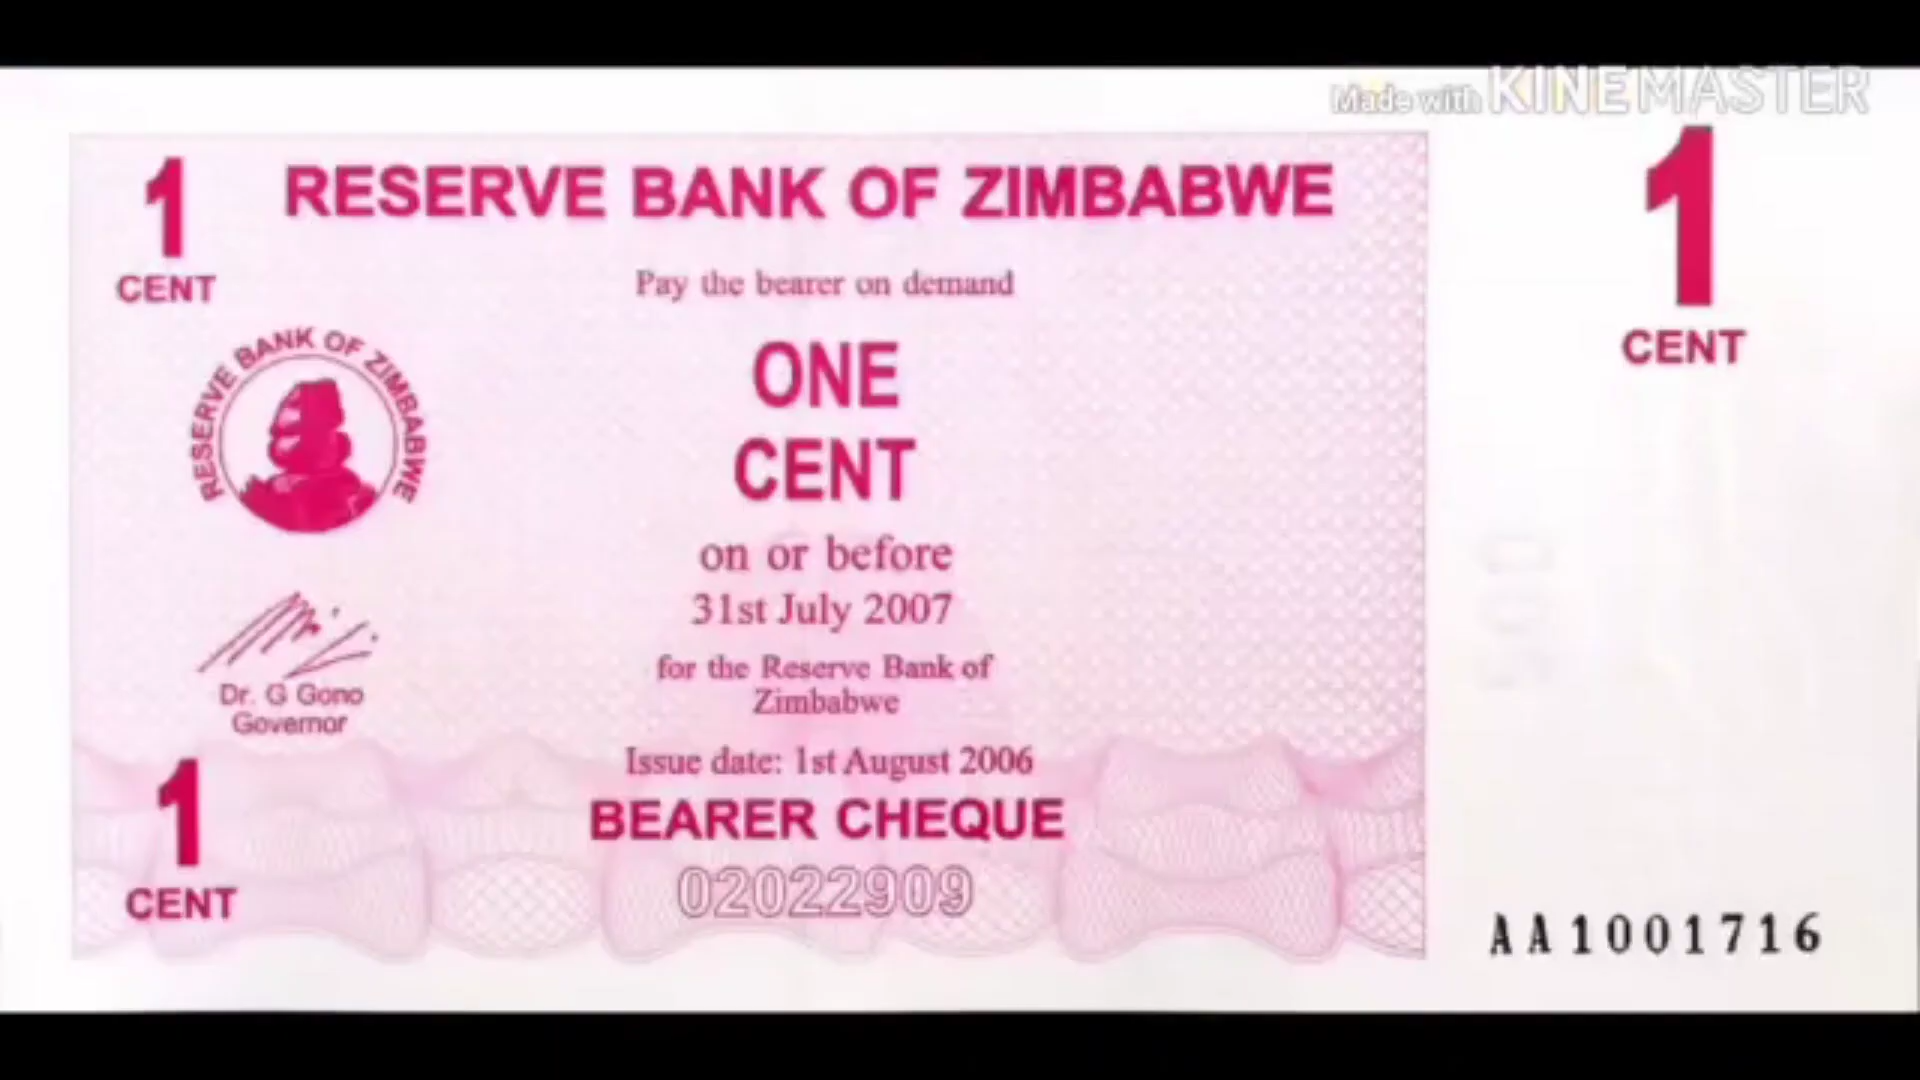 Made with KINEMASTER
1
CENT
RESERVE BANK OF ZIMBABWE
1
CENT
Pay the bearer on demand
ONE
CENT
RESERVE BANK OF ZIMBABWE
on or before
31st July 2007
for the Reserve Bank of
Zimbabwe
Dr. G Gono
Governor
Issue date: 1st August 2006
BEARER CHEQUE
02022909
1
CENT
AA1001716